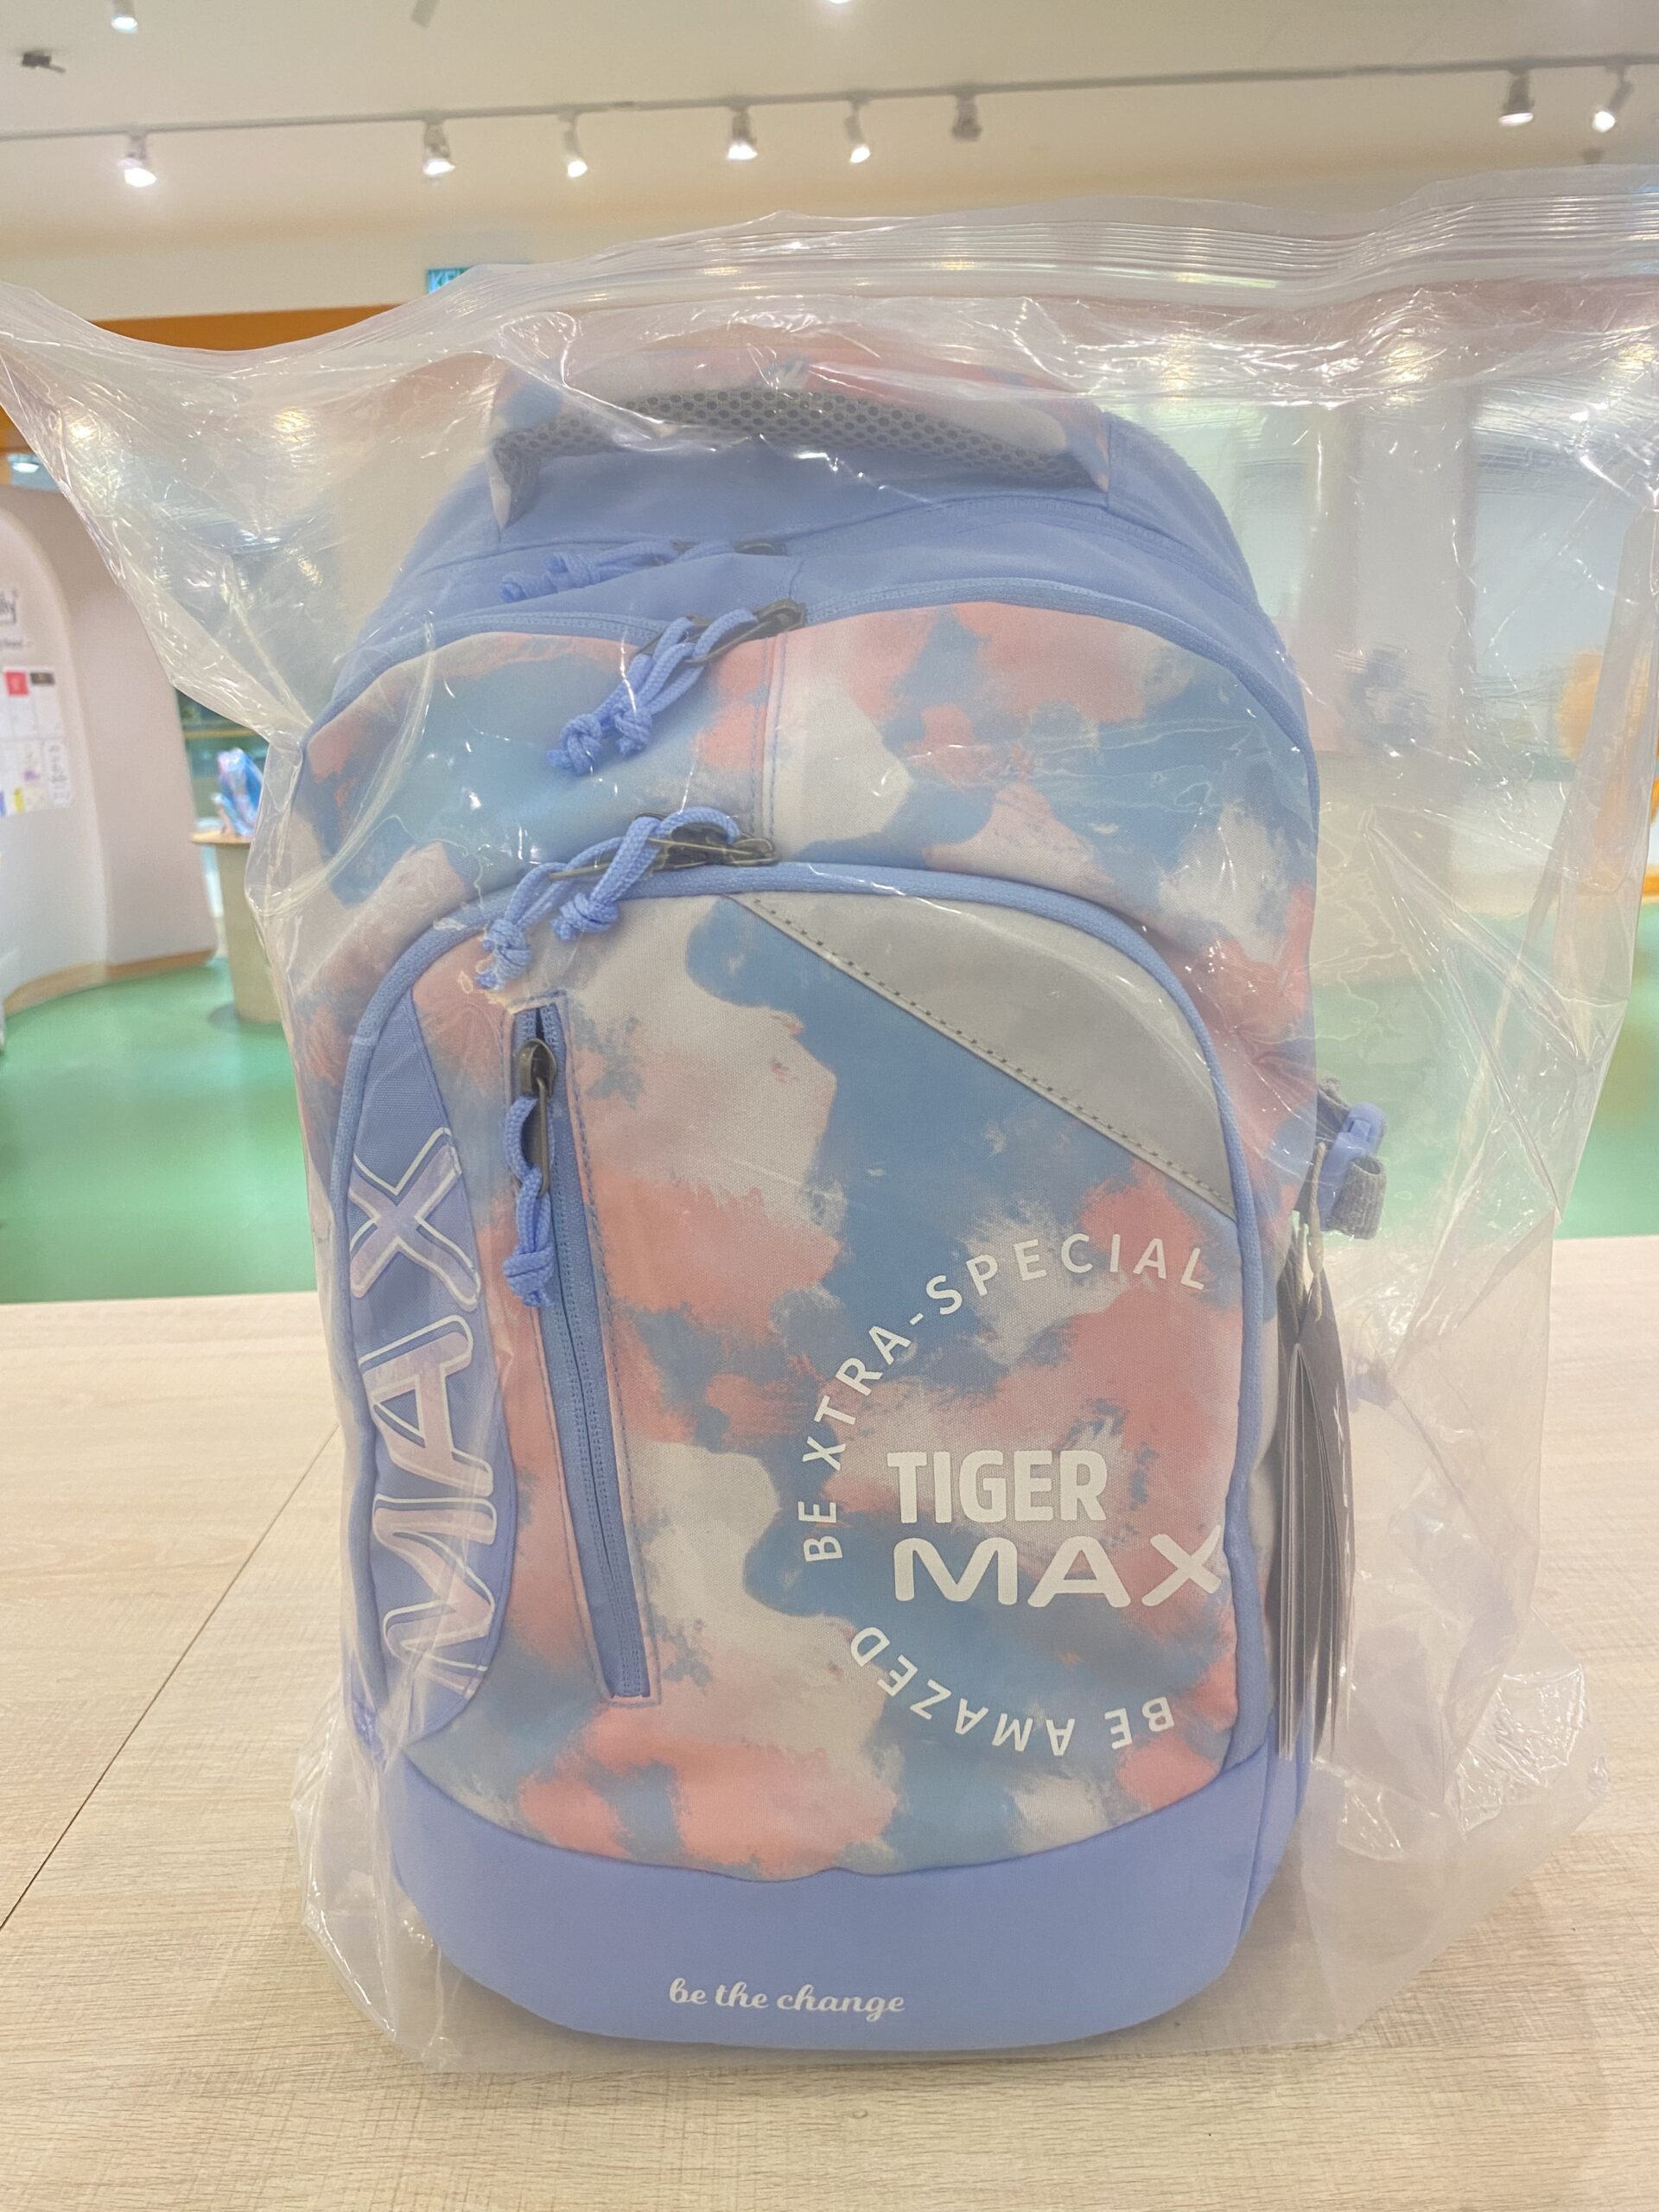 MAX
BE XTRA-SPECIAL
TIGER
MAX
BE AMAZED
be the change